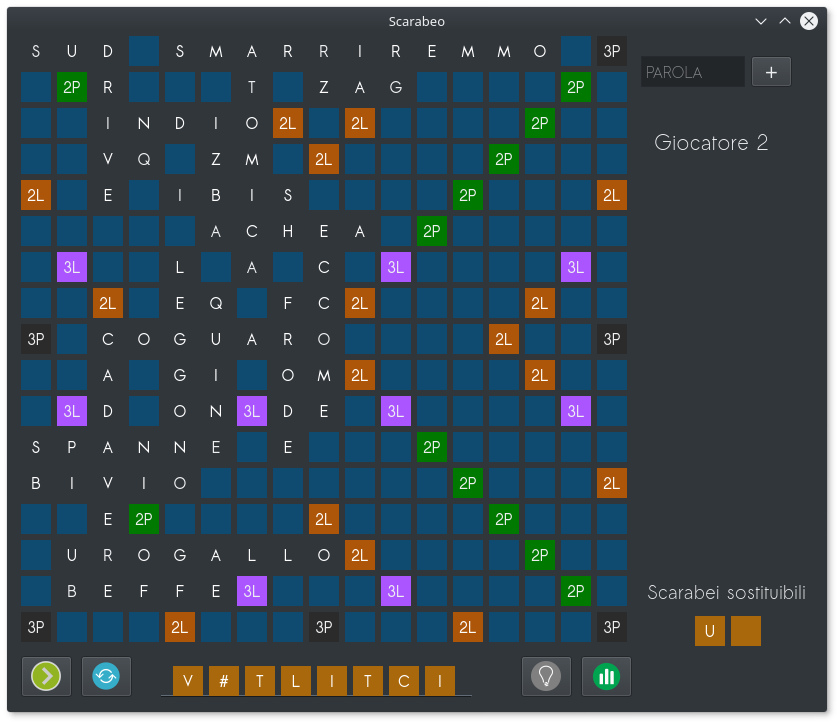 Scarabeo
S U D S M A R R I R E M M O 3P
2P R T Z A G 2P
PAROLA +
I N D I O 2L 2L 2P
Giocatore 2
V Q Z M 2L 2P
2L E I B I S 2P 2L
A C H E A 2P
3L L A C 3L 3L
2L E Q F C 2L 2L
3P C O G U A R O 2L 3P
A G I O M 2L 2L
3L D O N 3L D E 3L 3L
S P A N N E E 2P
B I V I O 2P 2L
E 2P 2L 2P
U R O G A L L O 2L 2P
B E F F E 3L 3L 2P
Scarabei sostituibili
3P 2L 3P 2L 3P
U
V # T L I T C I